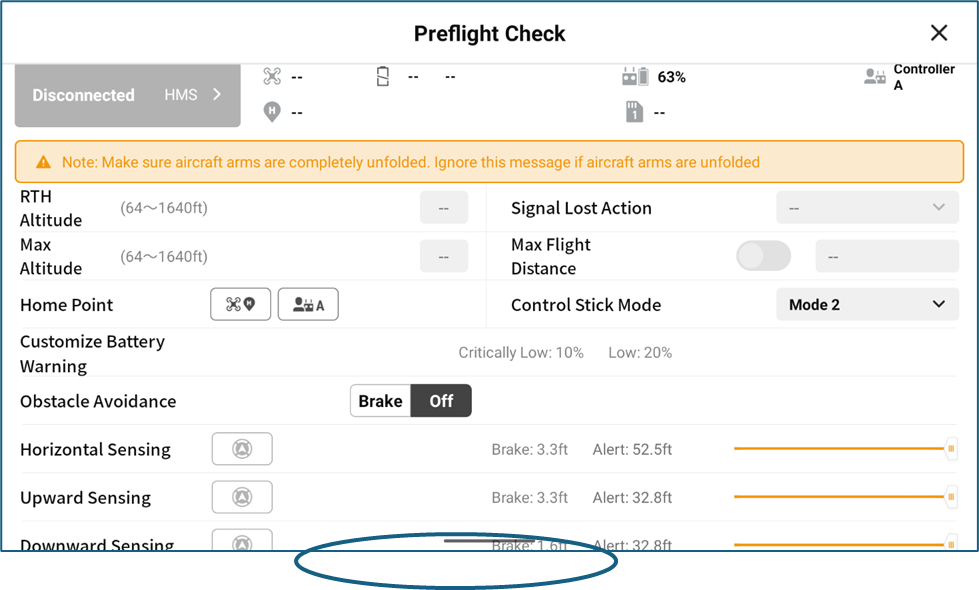 Preflight Check
Disconnected HMS
--
-- --
63%
Controller
A
H --
1 --
Note: Make sure aircraft arms are completely unfolded. Ignore this message if aircraft arms are unfolded
RTH
Altitude
(64~1640ft) --
Signal Lost Action --
Max
Altitude
(64~1640ft) --
Max Flight
Distance
--
Home Point H A
Control Stick Mode Mode 2
Customize Battery
Warning
Critically Low: 10% Low: 20%
Obstacle Avoidance Brake Off
Horizontal Sensing Brake: 3.3ft Alert: 52.5ft
Upward Sensing Brake: 3.3ft Alert: 32.8ft
Downward Sensing Brake: 1.6ft Alert: 32.8ft